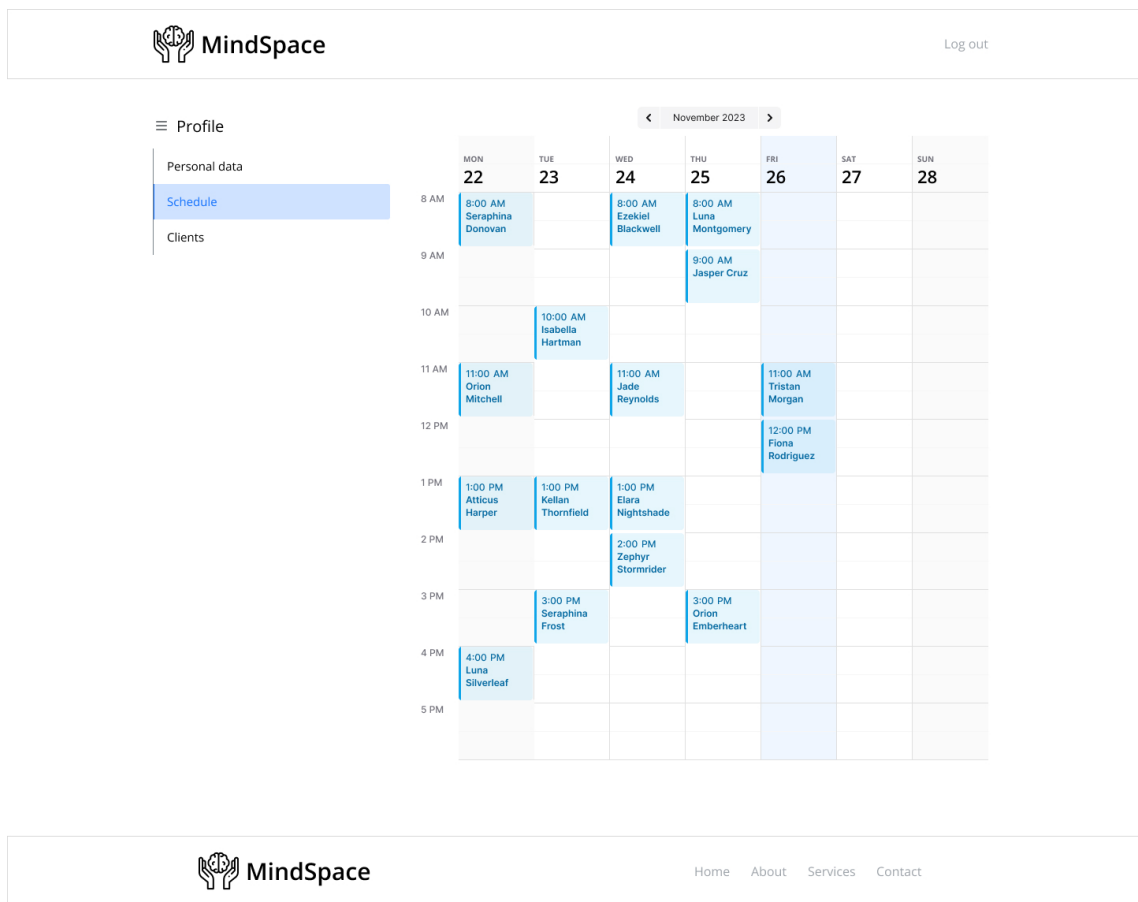 MindSpace
Log out
Profile
Personal data
Schedule
Clients
November 2023
MON TUE WED THU FRI SAT SUN
22 23 24 25 26 27 28
8 AM
8:00 AM
Seraphina
Donovan
8:00 AM
Ezekiel
Blackwell
8:00 AM
Luna
Montgomery
9 AM
9:00 AM
Jasper Cruz
10 AM
10:00 AM
Isabella
Hartman
11 AM
11:00 AM
Orion
Mitchell
11:00 AM
Jade
Reynolds
11:00 AM
Tristan
Morgan
12 PM
12:00 PM
Fiona
Rodriguez
1 PM
1:00 PM
Atticus
Harper
1:00 PM
Kellan
Thornfield
1:00 PM
Elara
Nightshade
2 PM
2:00 PM
Zephyr
Stormrider
3 PM
3:00 PM
Seraphina
Frost
3:00 PM
Orion
Emberheart
4 PM
4:00 PM
Luna
Silverleaf
5 PM
MindSpace
Home About Services Contact